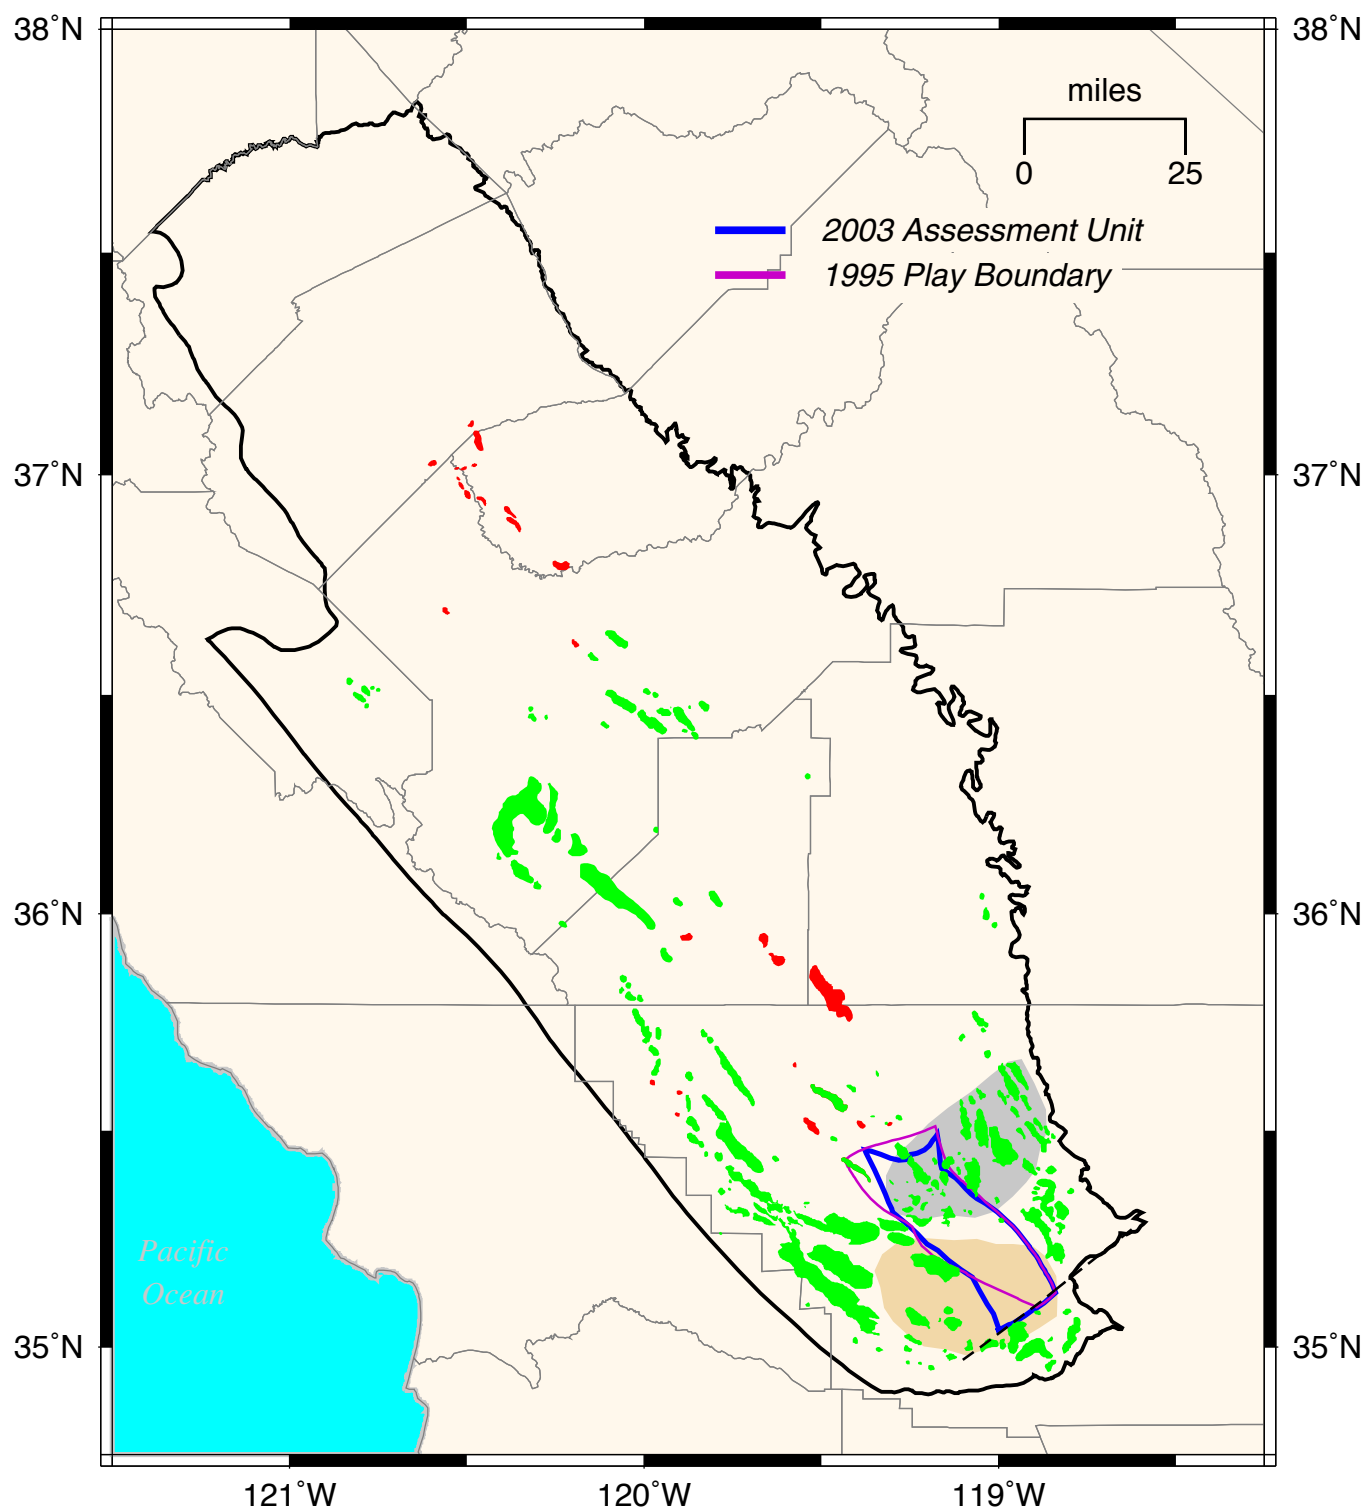 38˚N
38˚N
miles
0
25
2003 Assessment Unit
1995 Play Boundary
37˚N
37˚N
36˚N
36˚N
Pacific
Ocean
35˚N
35˚N
121˚W
120˚W
119˚W